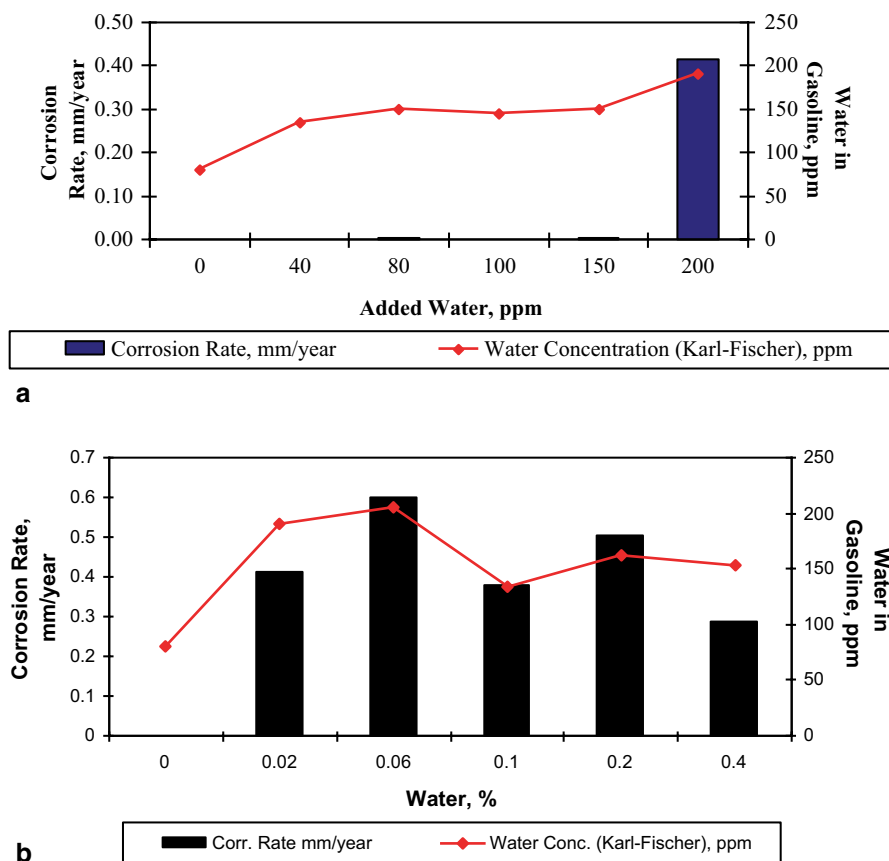 0.50
0.40
0.30
0.20
0.10
0.00
Corrosion
Rate, mm/year
250
200
150
100
50
0
Water in
Gasoline, ppm
0 40 80 100 150 200
Added Water, ppm
Corrosion Rate, mm/year Water Concentration (Karl-Fischer), ppm
a
0.7
0.6
0.5
0.4
0.3
0.2
0.1
0
Corrosion Rate,
mm/year
250
200
150
100
50
0
Water in
Gasoline, ppm
0 0.02 0.06 0.1 0.2 0.4
Water, %
Corr. Rate mm/year Water Conc. (Karl-Fischer), ppm
b